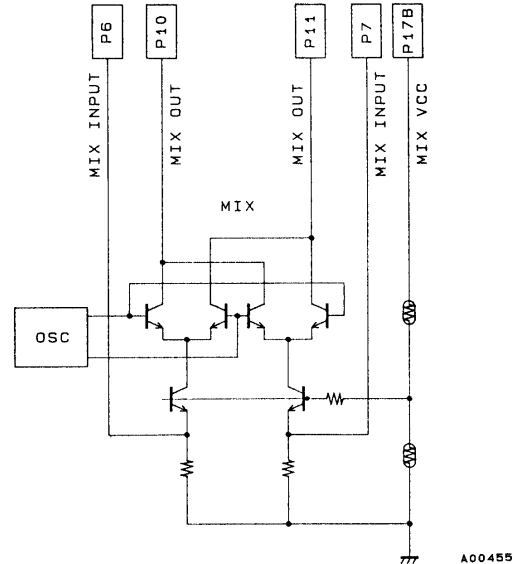 P6
P10
P11
P7
P17B
MIX INPUT
MIX OUT
MIX OUT
MIX INPUT
MIX VCC
MIX
OSC
A00455